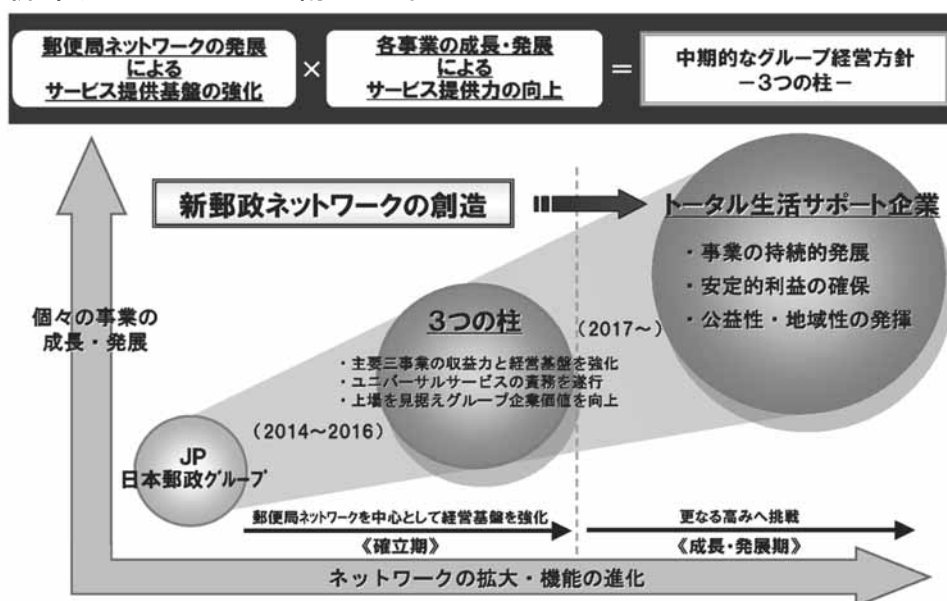 郵便局ネットワークの発展
による
サービス提供基盤の強化
×
各事業の成長・発展
による
サービス提供力の向上
=
中期的なグループ経営方針
－3つの柱－
新郵政ネットワークの創造
トータル生活サポート企業
・事業の持続的発展
・安定的利益の確保
・公益性・地域性の発揮
個々の事業の
成長・発展
3つの柱
(2017～)
・主要三事業の収益力と経営基盤を強化
・ユニバーサルサービスの責務を遂行
・上場を見据えグループ企業価値を向上
(2014～2016)
JP
日本郵政グループ
郵便局ネットワークを中心として経営基盤を強化
《確立期》
更なる高みへ挑戦
《成長・発展期》
ネットワークの拡大・機能の進化